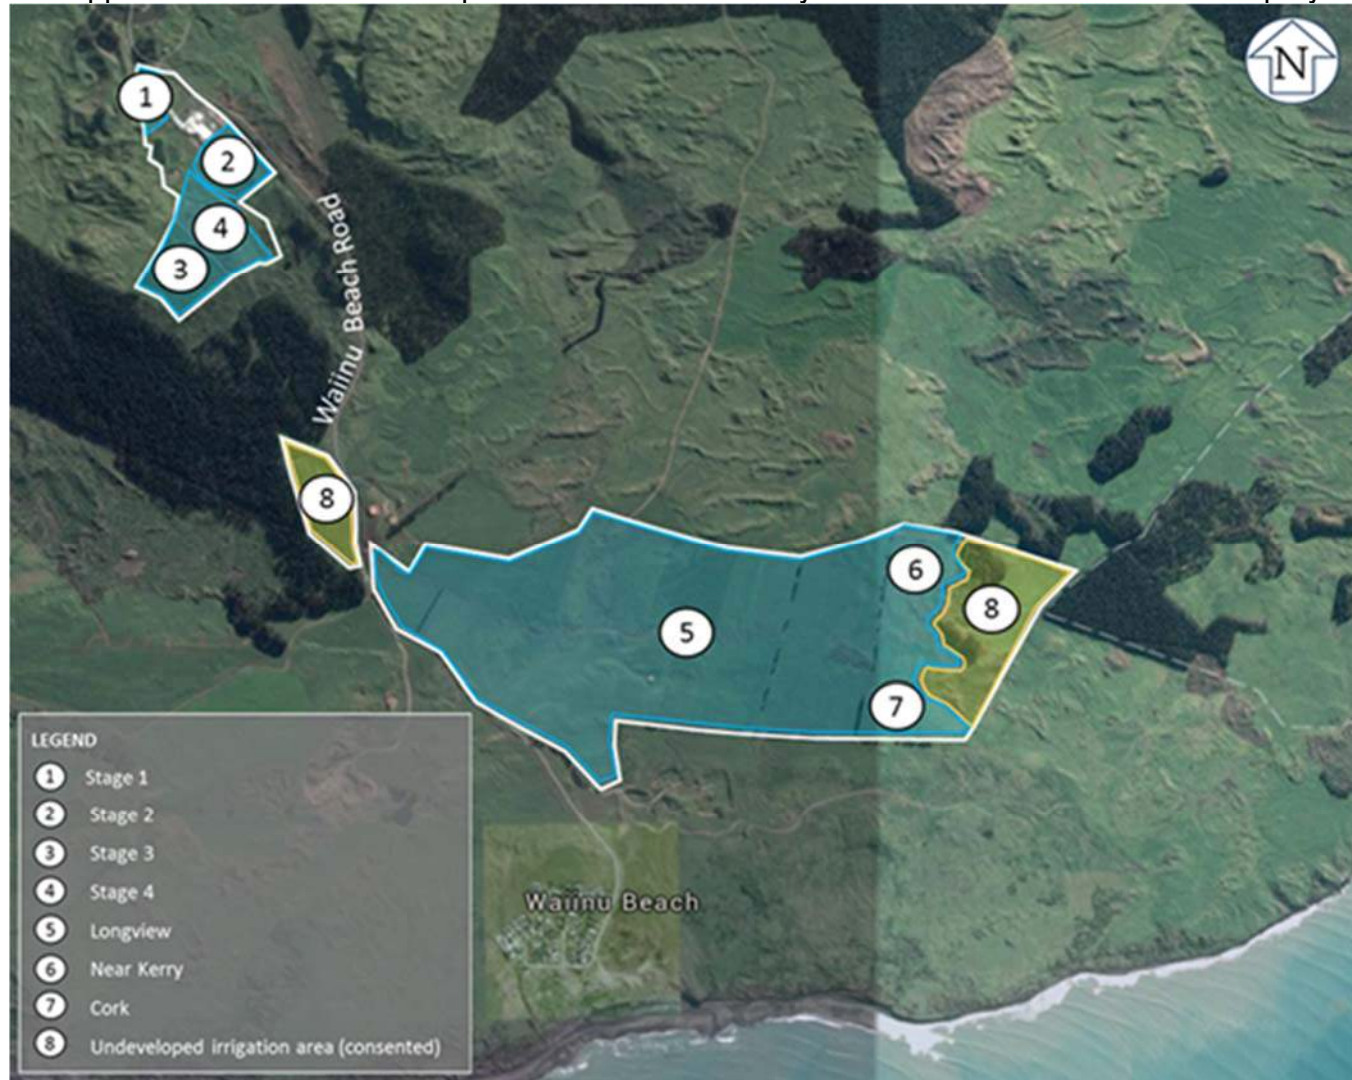 N
1
2
4
3
Waiinu Beach Road
8
6
8
5
7
LEGEND
1 Stage 1
2 Stage 2
3 Stage 3
4 Stage 4
5 Longview
6 Near Kerry
7 Cork
8 Undeveloped irrigation area (consented)
Waiinu Beach